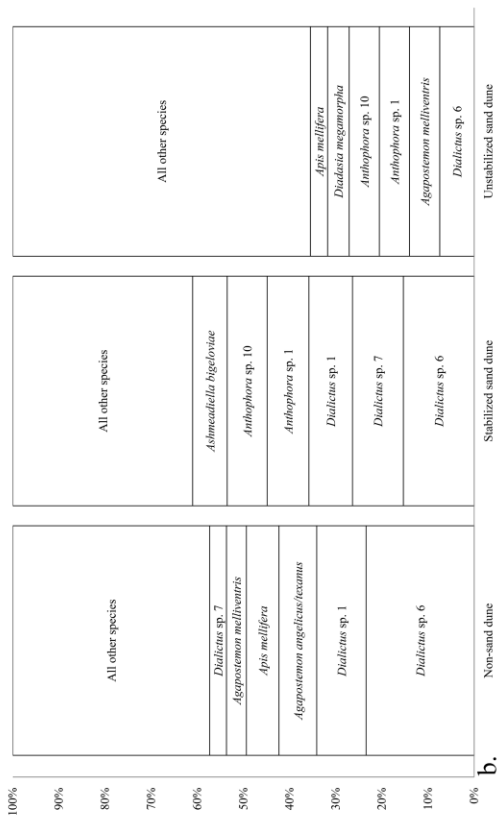 100%
90%
80%
70%
60%
50%
40%
30%
20%
10%
0%
All other species
Dialictus sp. 7
Agapostemon melliventris
Apis mellifera
Agapostemon angelicus/texanus
Dialictus sp. 1
Dialictus sp. 6
Non-sand dune
All other species
Ashmeadiella bigeloviae
Anthophora sp. 10
Anthophora sp. 1
Dialictus sp. 1
Dialictus sp. 7
Dialictus sp. 6
Stabilized sand dune
All other species
Apis mellifera
Diadasia megamorpha
Anthophora sp. 10
Anthophora sp. 1
Agapostemon melliventris
Dialictus sp. 6
Unstabilized sand dune
b.